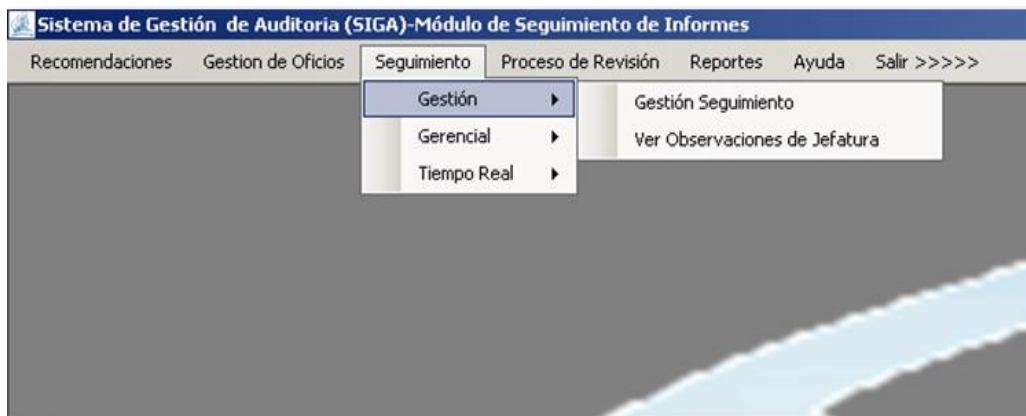 Sistema de Gestión de Auditoria (SIGA)-Módulo de Seguimiento de Informes
Recomendaciones Gestion de Oficios Seguimiento Proceso de Revisión Reportes Ayuda Salir >>>>>
Gestión Gestión Seguimiento
Gerencial Ver Observaciones de Jefatura
Tiempo Real